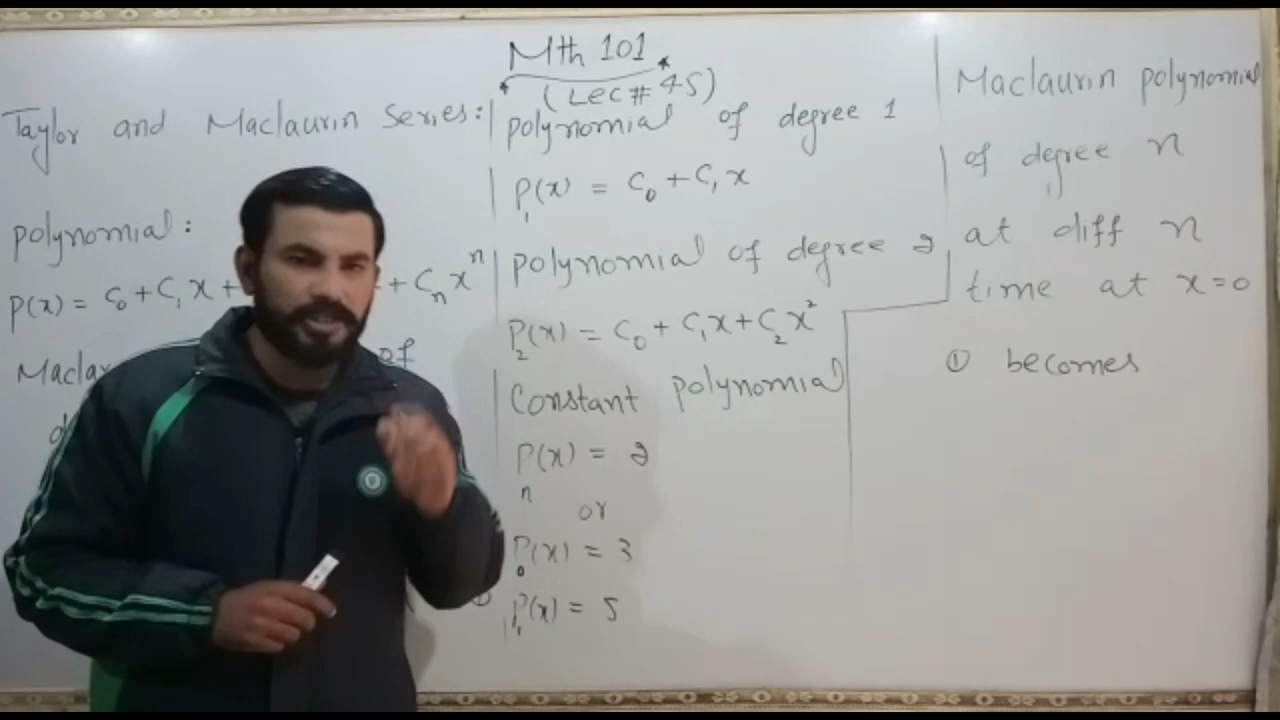 Mth 101
(Lec # 45)
Taylor and Maclaurin Series:
polynomial:
P(x) = C₀ + C₁x + + Cₙxⁿ
of
polynomial of degree 1
P₁(x) = C₀ + C₁x
polynomial of degree 2
P₂(x) = C₀ + C₁x + C₂x²
Constant polynomial
Pₙ(x) = 2
or
P₀(x) = 3
P₁(x) = 5
Maclaurin polynomial
of degree n
at diff n
time at x=0
① becomes